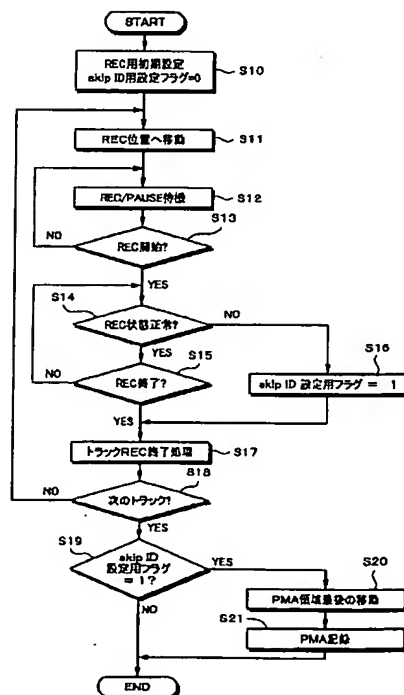 START
REC用初期設定
skip ID用設定フラグ=0
S10
REC位置へ移動
S11
REC/PAUSE待機
S12
S13
NO
REC開始?
YES
S14
NO
REC状態正常?
YES
S15
S16
NO
REC終了?
skip ID 設定用フラグ = 1
YES
トラックREC終了処理
S17
S18
NO
次のトラック?
YES
S19
skip ID
設定用フラグ
= 1?
YES
S20
PMA領域最後の移動
NO
S21
PMA記録
END